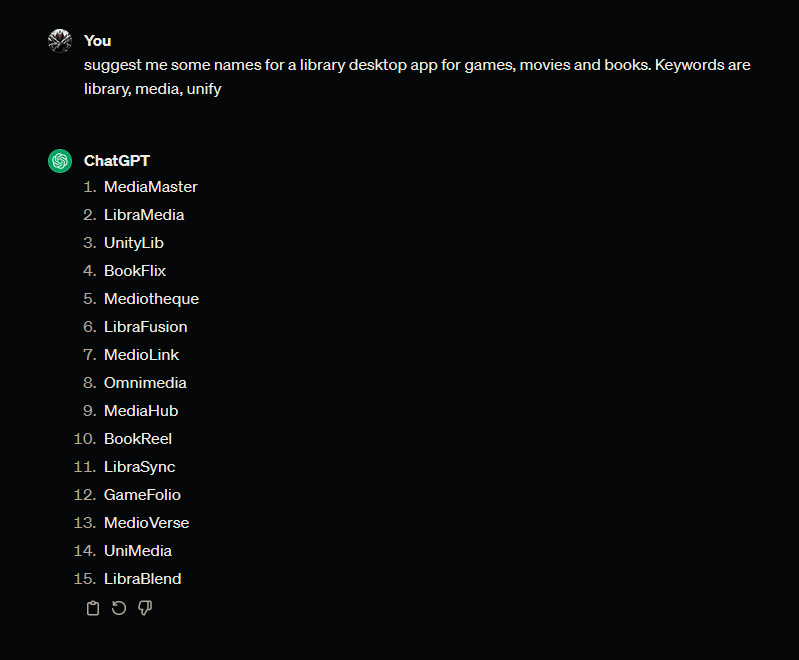 You
suggest me some names for a library desktop app for games, movies and books. Keywords are
library, media, unify
ChatGPT
1. MediaMaster
2. LibraMedia
3. UnityLib
4. BookFlix
5. Mediotheque
6. LibraFusion
7. MedioLink
8. Omnimedia
9. MediaHub
10. BookReel
11. LibraSync
12. GameFolio
13. MedioVerse
14. UniMedia
15. LibraBlend